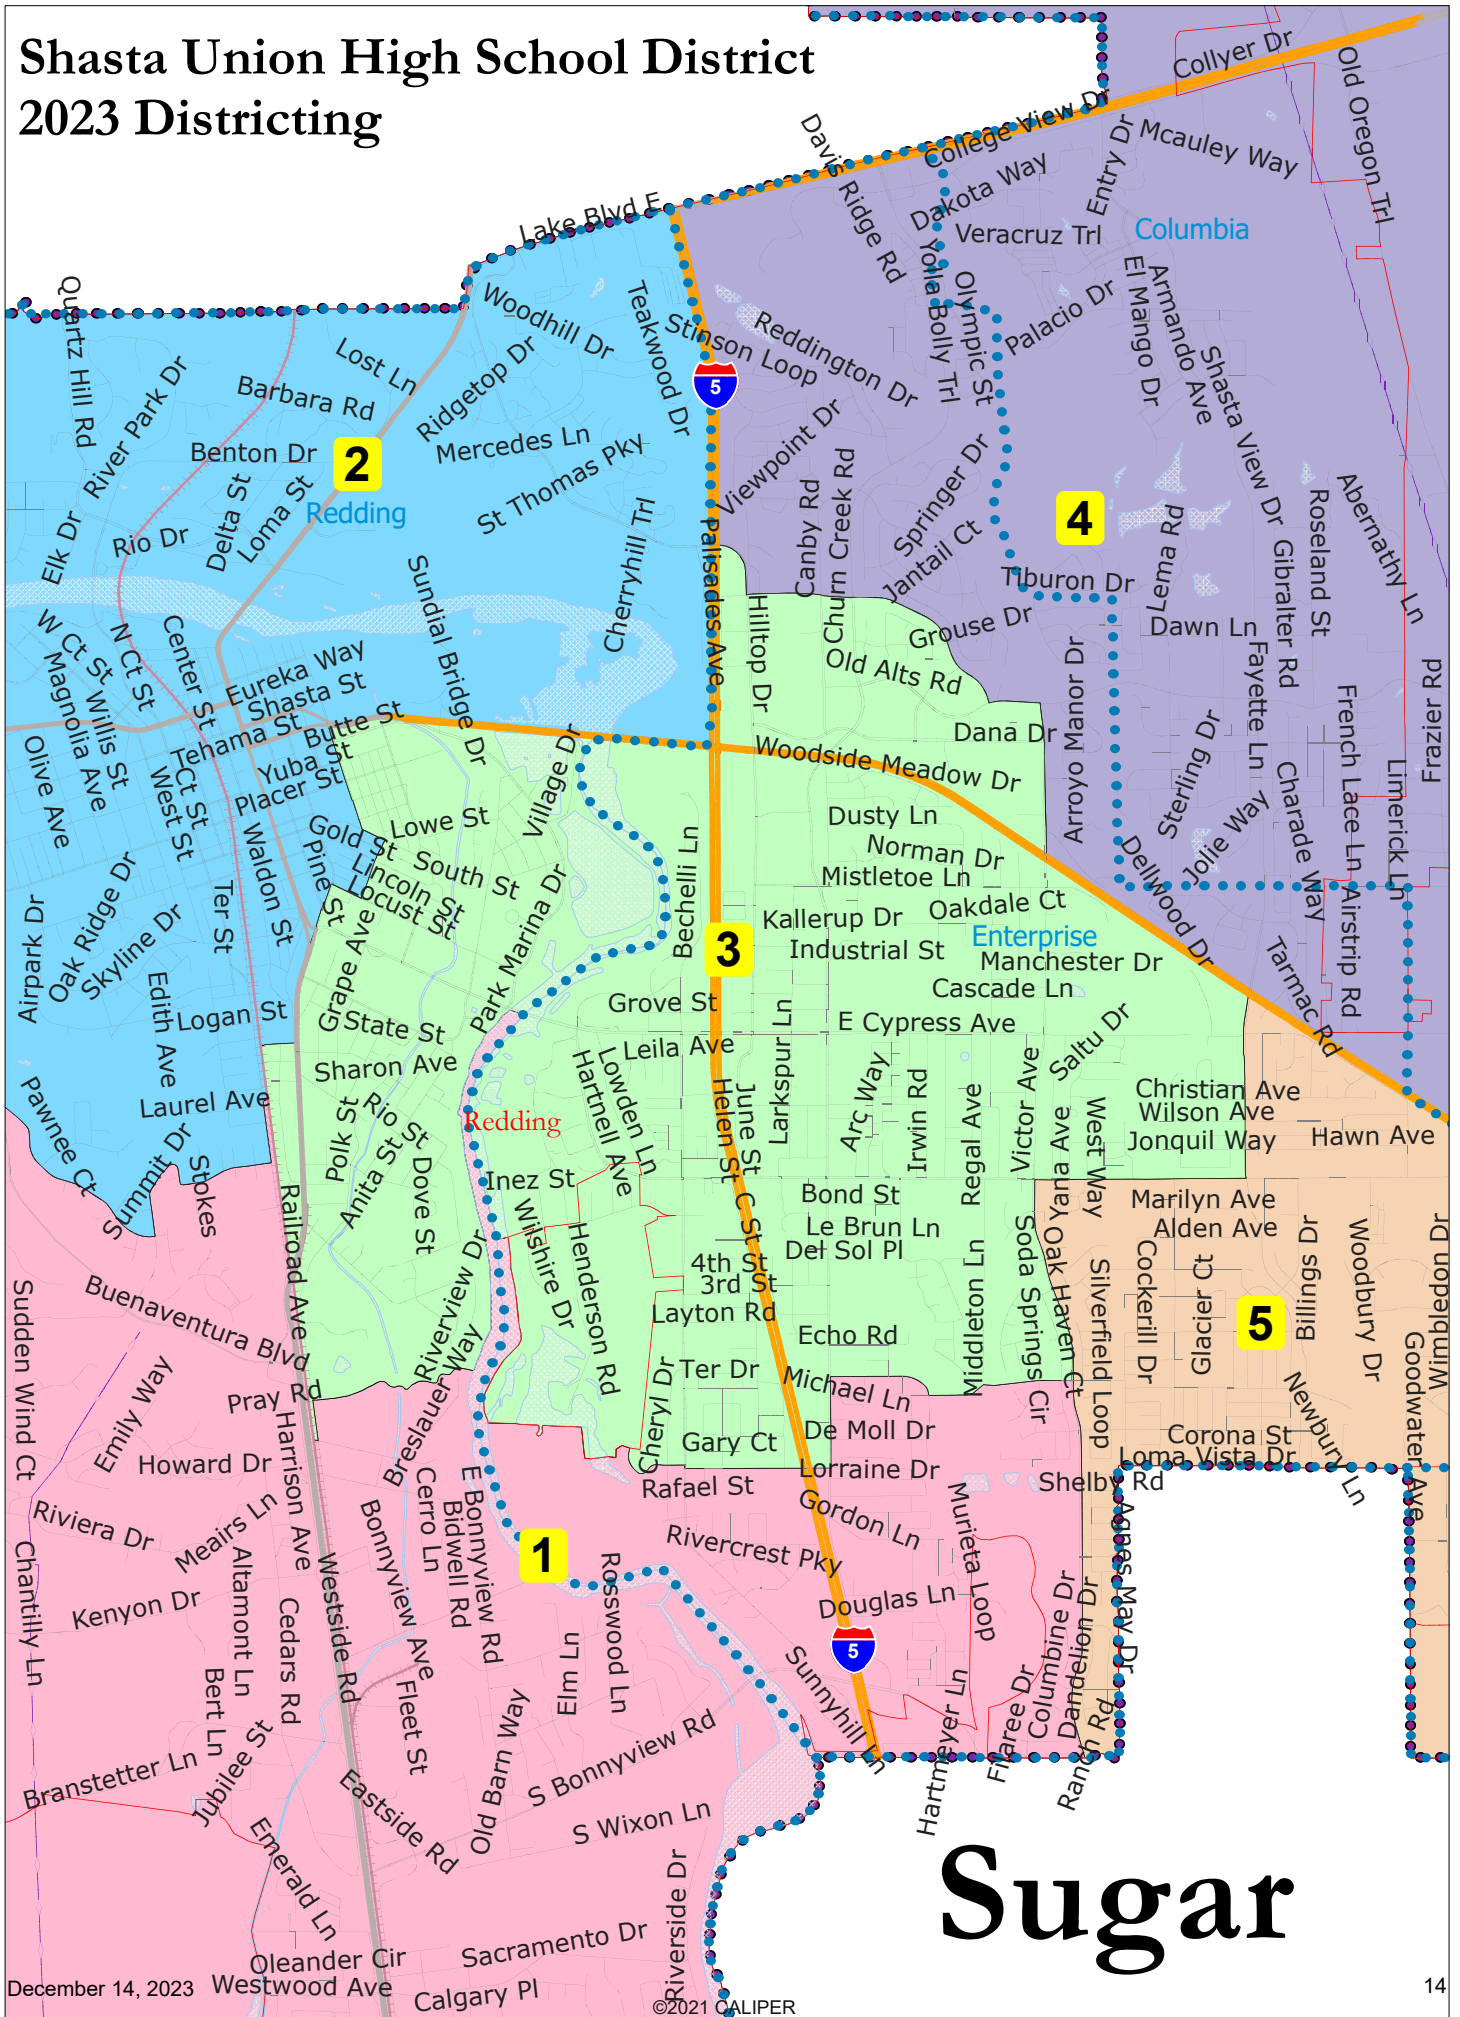 Shasta Union High School District
2023 Districting
Collyer Dr
Old Oregon Trl
College View Dr
Davis Ridge Rd
Entry Dr
Mcauley Way
Dakota Way
Lake Blvd E
Veracruz Trl
Columbia
Yolla Bolly Trl
Olympic St
Palacio Dr
El Mango Dr
Armando Ave
Quartz Hill Rd
Woodhill Dr
Teakwood Dr
Stinson Loop
Reddington Dr
Lost Ln
Ridgetop Dr
River Park Dr
Barbara Rd
5
Shasta View Dr
Benton Dr
2
Mercedes Ln
St Thomas Pky
Viewpoint Dr
Canby Rd
Churn Creek Rd
Springer Dr
Jantail Ct
4
Abernathy Ln
Roseland St
Gibralter Rd
Lema Rd
Redding
Elk Dr
Rio Dr
Delta St
Loma St
Sundial Bridge Dr
Cherryhill Trl
Palisades Ave
Hilltop Dr
Tiburon Dr
Grouse Dr
Dawn Ln
Fayette Ln
Old Alts Rd
Arroyo Manor Dr
French Lace Ln
Frazier Rd
W Ct St
N Ct St
Center St
Magnolia Ave
Willis St
Eureka Way
Shasta St
Butte St
Tehama St
Yuba St
Placer St
Olive Ave
Ct St
West St
Village Dr
Dana Dr
Woodside Meadow Dr
Sterling Dr
Jolie Way
Charade Way
Limerick Ln
Gold St
Lowe St
Pine St
Lincoln St
South St
Locust St
Waldon St
Ter St
Airpark Dr
Oak Ridge Dr
Skyline Dr
Bechelli Ln
Dusty Ln
Norman Dr
Mistletoe Ln
Dellwood Dr
Kallerup Dr
Oakdale Ct
Enterprise
Airstrip Rd
Industrial St
3
Manchester Dr
Tarmac Rd
Cascade Ln
Edith Ave
Logan St
Grape Ave
State St
Park Marina Dr
Grove St
E Cypress Ave
Saltu Dr
Leila Ave
Larkspur Ln
Sharon Ave
Hartnell Ave
Lowden Ln
Helen St
June St
Arc Way
Irwin Rd
Regal Ave
Victor Ave
Yana Ave
West Way
Christian Ave
Wilson Ave
Jonquil Way
Hawn Ave
Pawnee Ct
Laurel Ave
Summit Dr
Stokes
Polk St
Rio St
Anita St
Dove St
Redding
Inez St
Bond St
Marilyn Ave
Le Brun Ln
Alden Ave
Del Sol Pl
C St
Wilshire Dr
Henderson Rd
Railroad Ave
Riverview Dr
4th St
3rd St
Layton Rd
Echo Rd
Middleton Ln
Soda Springs Cir
Oak Haven Ct
Silverfield Loop
Cockerill Dr
Glacier Ct
5
Billings Dr
Woodbury Dr
Wimbledon Dr
Goodwater Ave
Sudden Wind Ct
Buenaventura Blvd
Ter Dr
Michael Ln
Cheryl Dr
Emily Way
Pray Rd
Breslauer Way
De Moll Dr
Gary Ct
Newbury Ln
Corona St
Loma Vista Dr
Howard Dr
Harrison Ave
Lorraine Dr
Shelby Rd
Rafael St
Gordon Ln
Riviera Dr
Meairs Ln
Cerro Ln
Bidwell Rd
E Bonnyview Rd
Bonnyview Ave
1
Rivercrest Pky
Murieta Loop
Agnes May Dr
Chantilly Ln
Kenyon Dr
Altamont Ln
Cedars Rd
Westside Rd
Rosswood Ln
Elm Ln
Douglas Ln
5
Columbine Dr
Dandelion Dr
Bert Ln
Fleet St
Old Barn Way
Sunnyhill Ln
Hartmeyer Ln
Filaree Dr
Ranch Rd
Branstetter Ln
Jubilee St
Eastside Rd
S Bonnyview Rd
S Wixon Ln
Emerald Ln
Riverside Dr
Sugar
Sacramento Dr
Oleander Cir
Westwood Ave
Calgary Pl
December 14, 2023
©2021 CALIPER
14